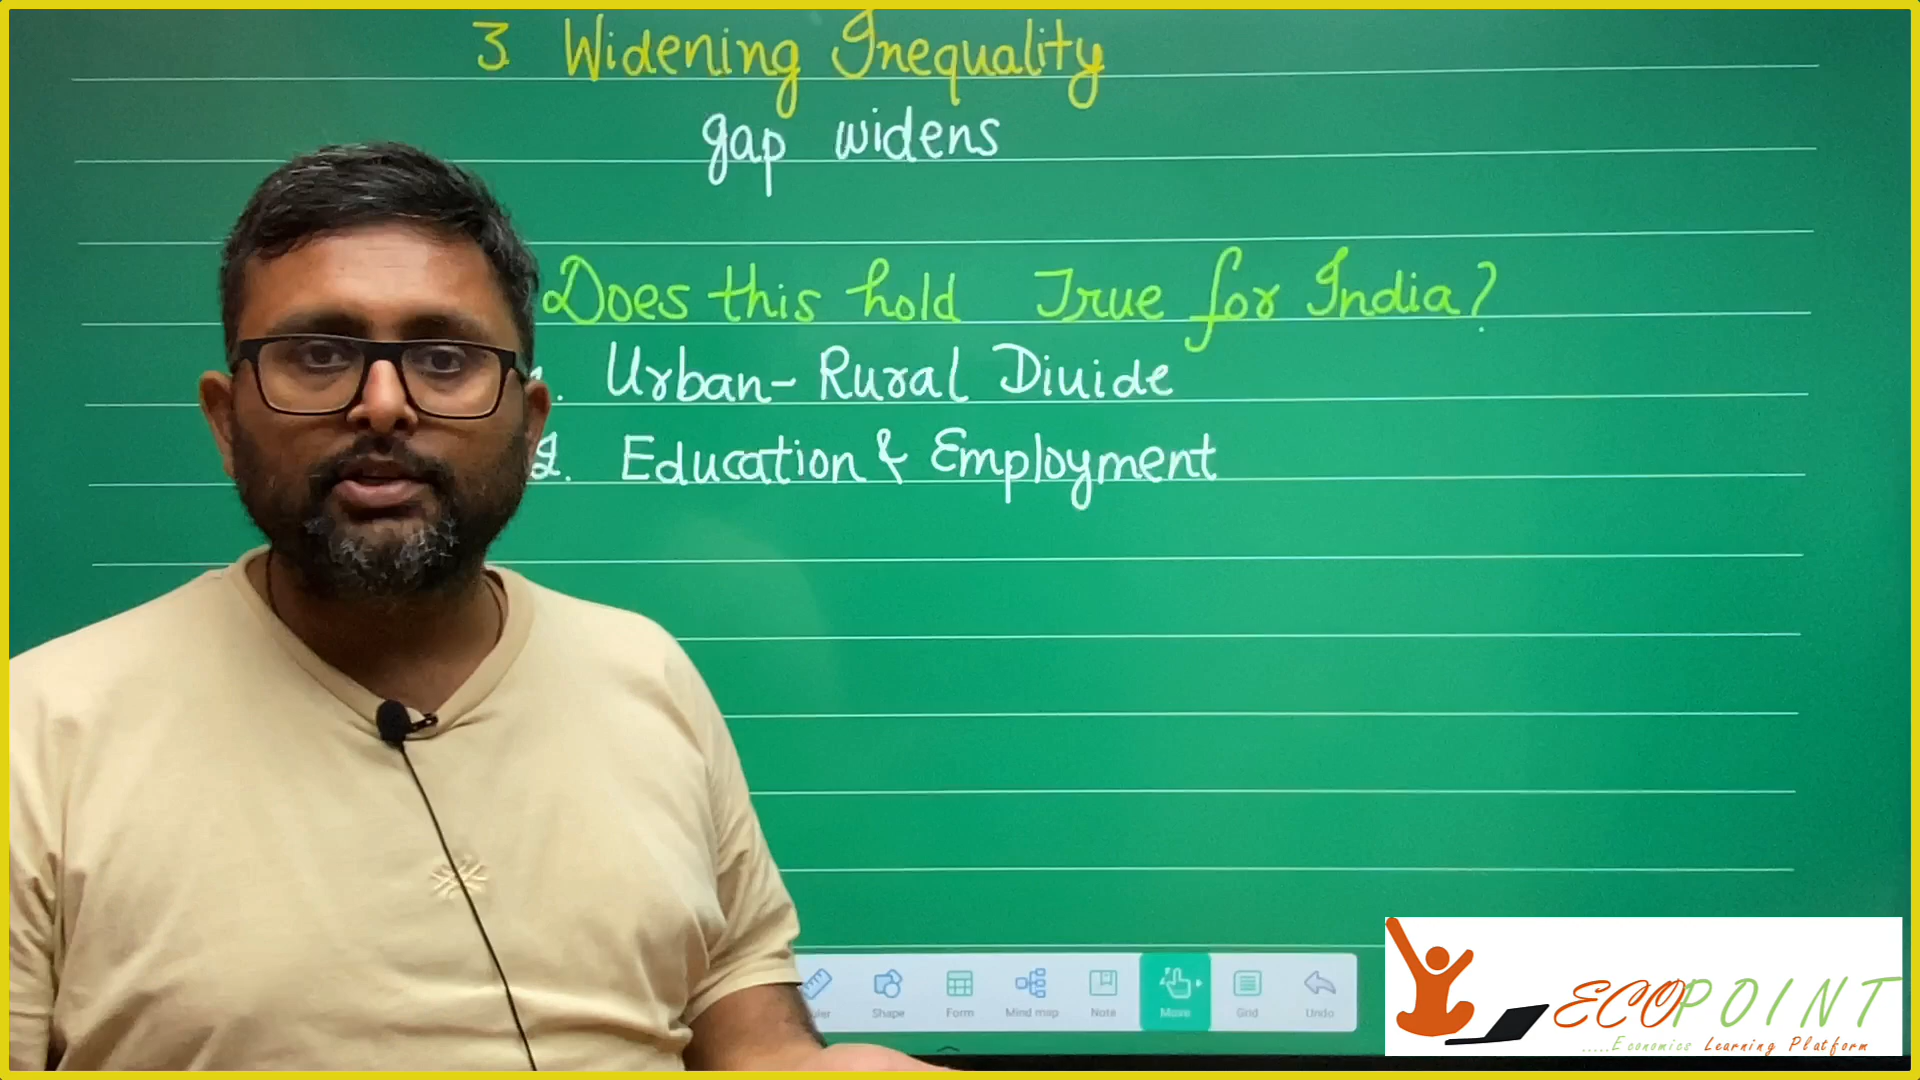 3 Widening Inequality
gap widens
Does this hold True for India?
. Urban-Rural Divide
2. Education & Employment
Shape Form Mind map Note Move Grid Undo
ECOPOINT
.....Economics Learning Platform